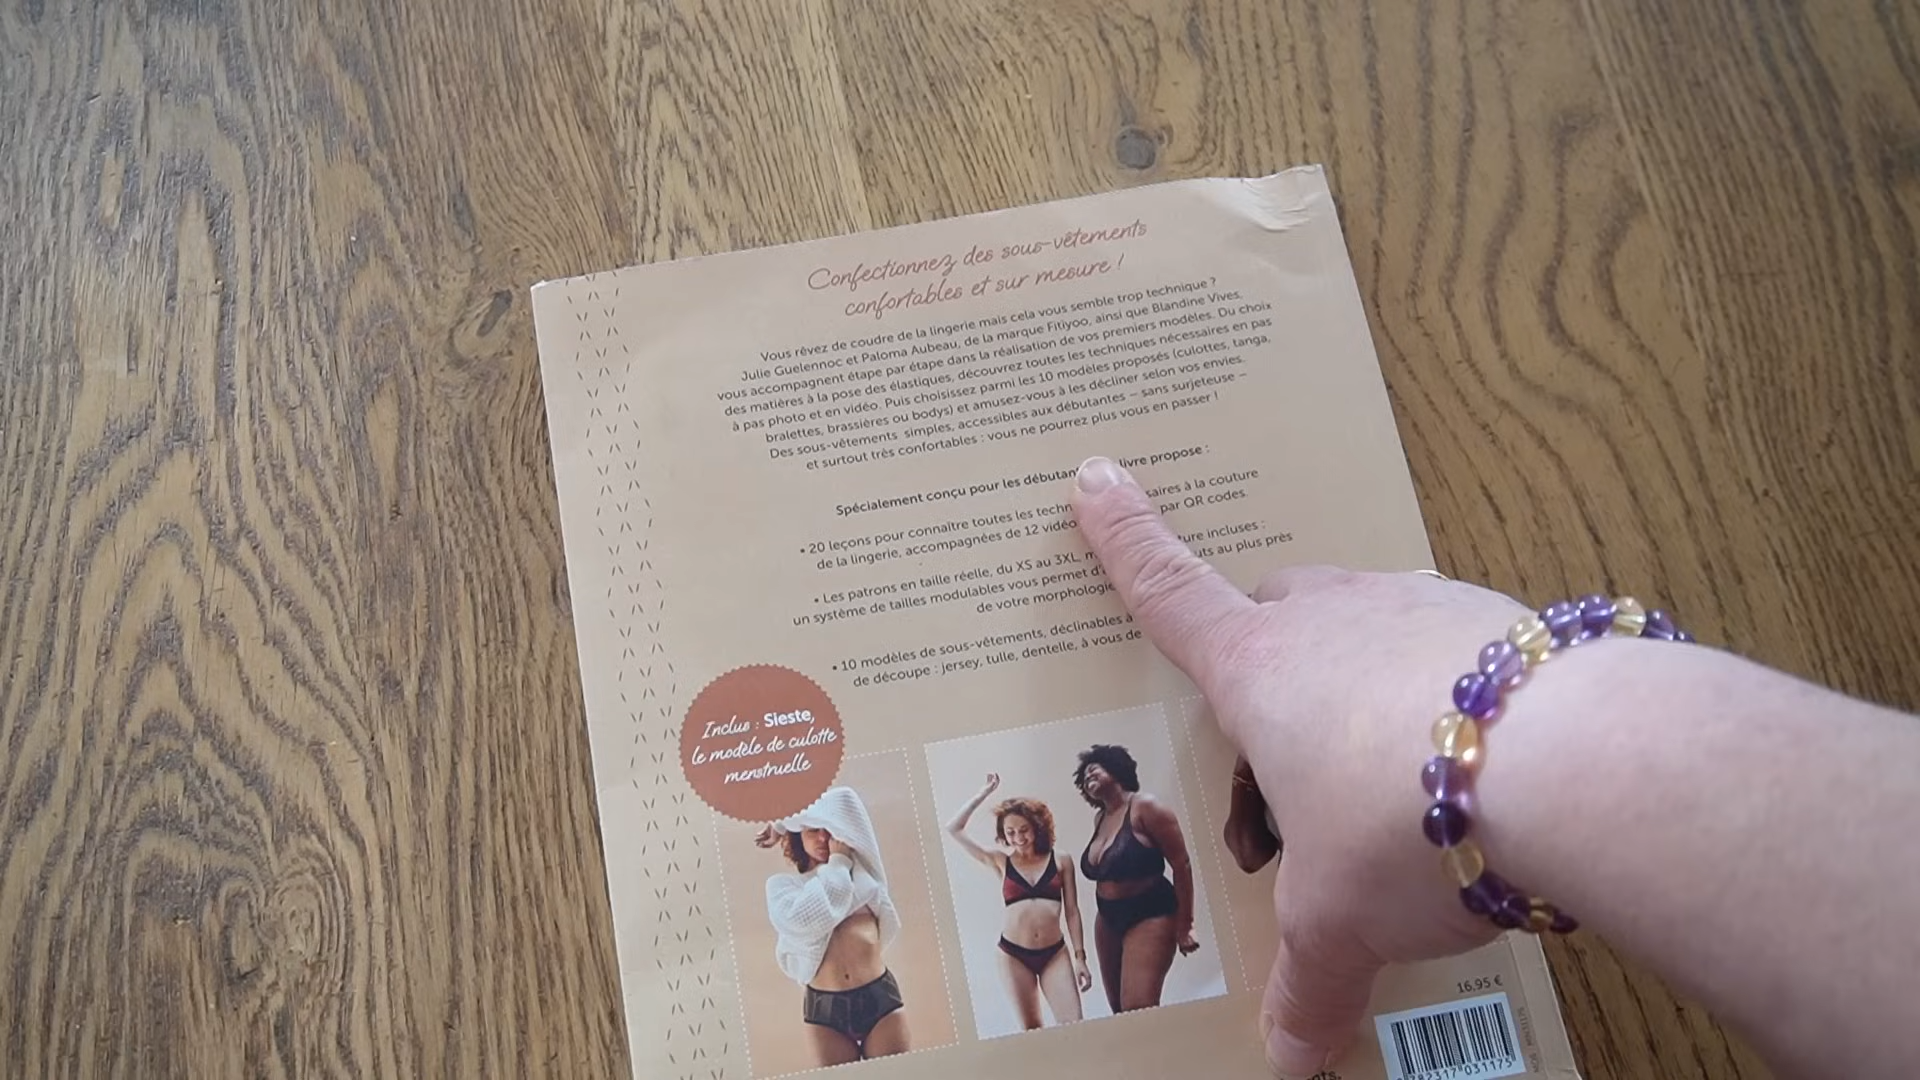 Confectionnez des sous-vêtements
confortables et sur mesure !
Vous rêvez de coudre de la lingerie mais cela vous semble trop technique ?
Julie Guelennoc et Paloma Aubeau, de la marque Fitiyoo, ainsi que Blandine Vives,
vous accompagnent étape par étape dans la réalisation de vos premiers modèles. Du choix
des matières à la pose des élastiques, découvrez toutes les techniques nécessaires en pas
à pas photo et en vidéo. Puis choisissez parmi les 10 modèles proposés (culottes, tanga,
bralettes, brassières ou bodys) et amusez-vous à les décliner selon vos envies.
Des sous-vêtements simples, accessibles aux débutantes – sans surjeteuse –
et surtout très confortables : vous ne pourrez plus vous en passer !
Spécialement conçu pour les livre propose :
• 20 leçons pour connaître toutes les à la couture
de la lingerie, accompagnées de 12 par QR codes.
• Les patrons en taille réelle, du XS au 3XL, incluses :
un système de tailles modulables vous permet au plus près
de votre
• 10 modèles de sous-vêtements, déclinables
de découpe : jersey, tulle, dentelle, à vous de
Inclus : Sieste,
le modèle de culotte
menstruelle
16,95 €